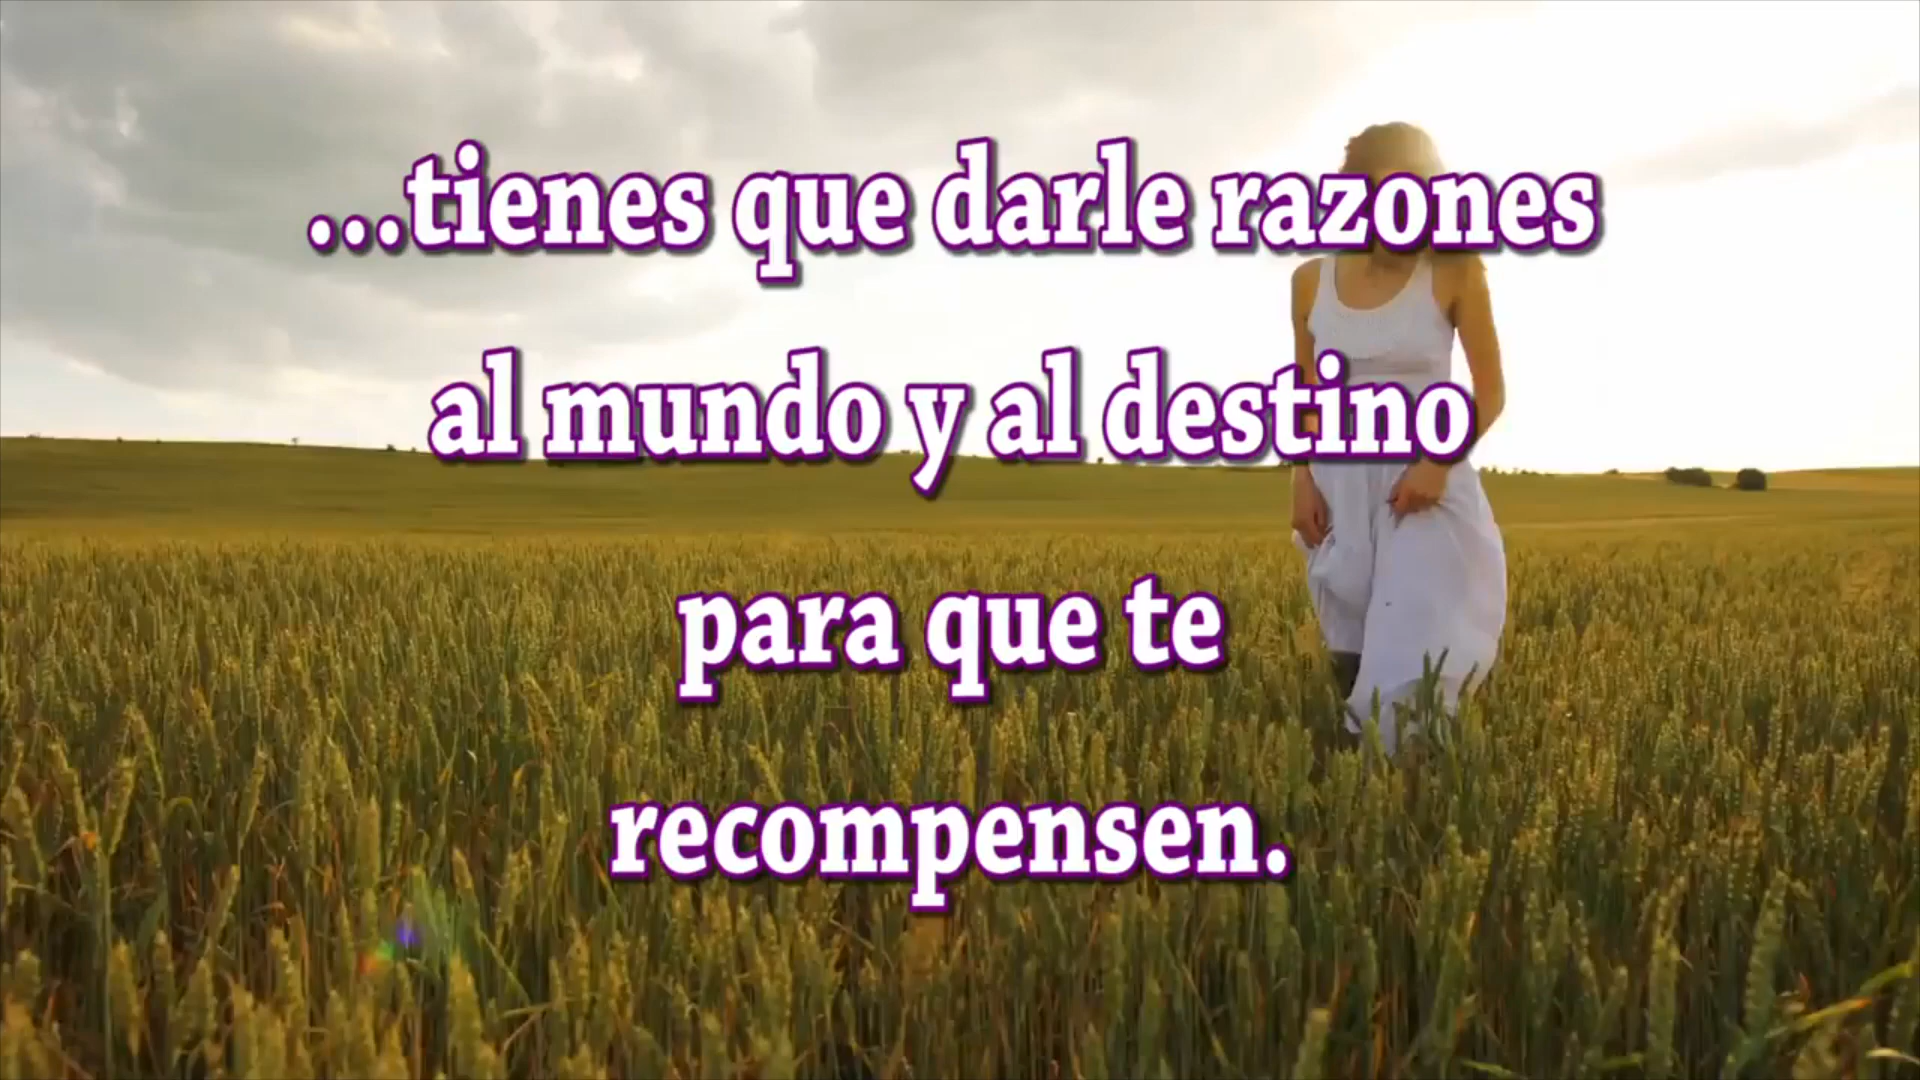 ...tienes que darle razones
al mundo y al destino
para que te
recompensen.